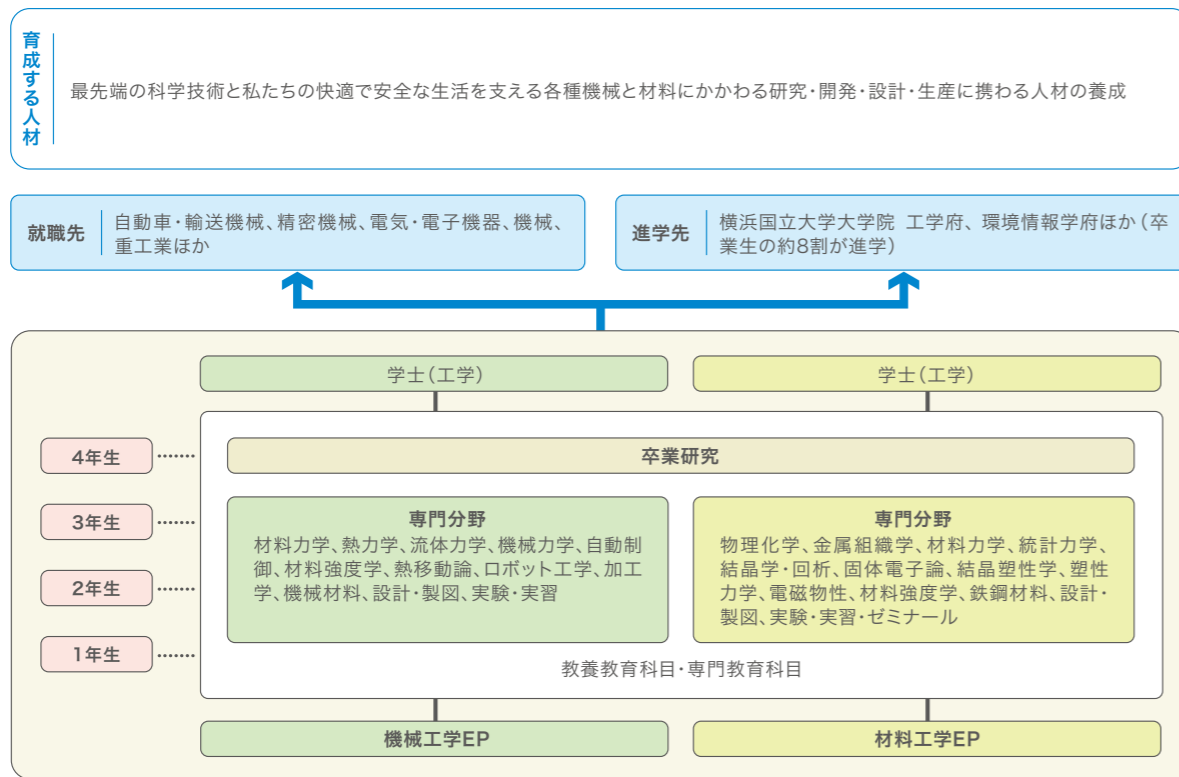 育成する人材
最先端の科学技術と私たちの快適で安全な生活を支える各種機械と材料にかかわる研究・開発・設計・生産に携わる人材の養成
就職先
自動車・輸送機械、精密機械、電気・電子機器、機械、
重工業ほか
進学先
横浜国立大学大学院 工学府、環境情報学府ほか（卒
業生の約8割が進学）
学士（工学）
学士（工学）
4年生
卒業研究
3年生
2年生
1年生
専門分野
材料力学、熱力学、流体力学、機械力学、自動制
御、材料強度学、熱移動論、ロボット工学、加工
学、機械材料、設計・製図、実験・実習
専門分野
物理化学、金属組織学、材料力学、統計力学、
結晶学・回析、固体電子論、結晶塑性学、塑性
力学、電磁物性、材料強度学、鉄鋼材料、設計・
製図、実験・実習・ゼミナール
教養教育科目・専門教育科目
機械工学EP
材料工学EP